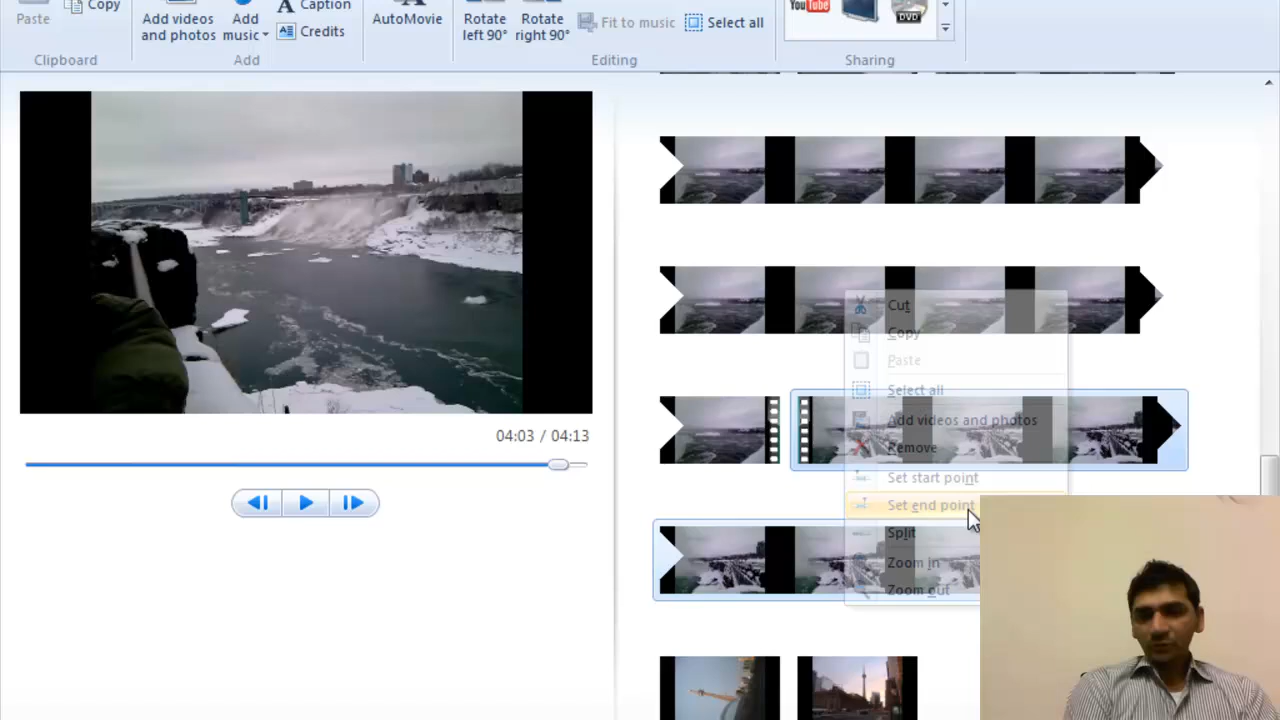 Paste
Copy
Add videos
and photos
Add
music
Caption
Credits
AutoMovie
Rotate
left 90°
Rotate
right 90°
Fit to music
Select all
You Tube
DVD
Clipboard
Add
Editing
Sharing
04:03 / 04:13
Cut
Copy
Paste
Select all
Add videos and photos
Remove
Set start point
Set end point
Split
Zoom in
Zoom out